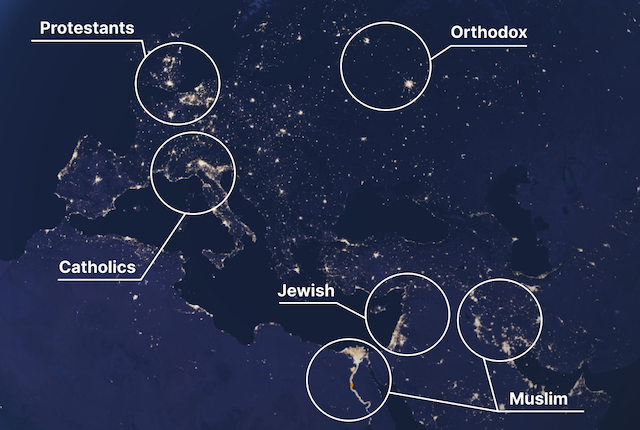 Protestants
Orthodox
Catholics
Jewish
Muslim